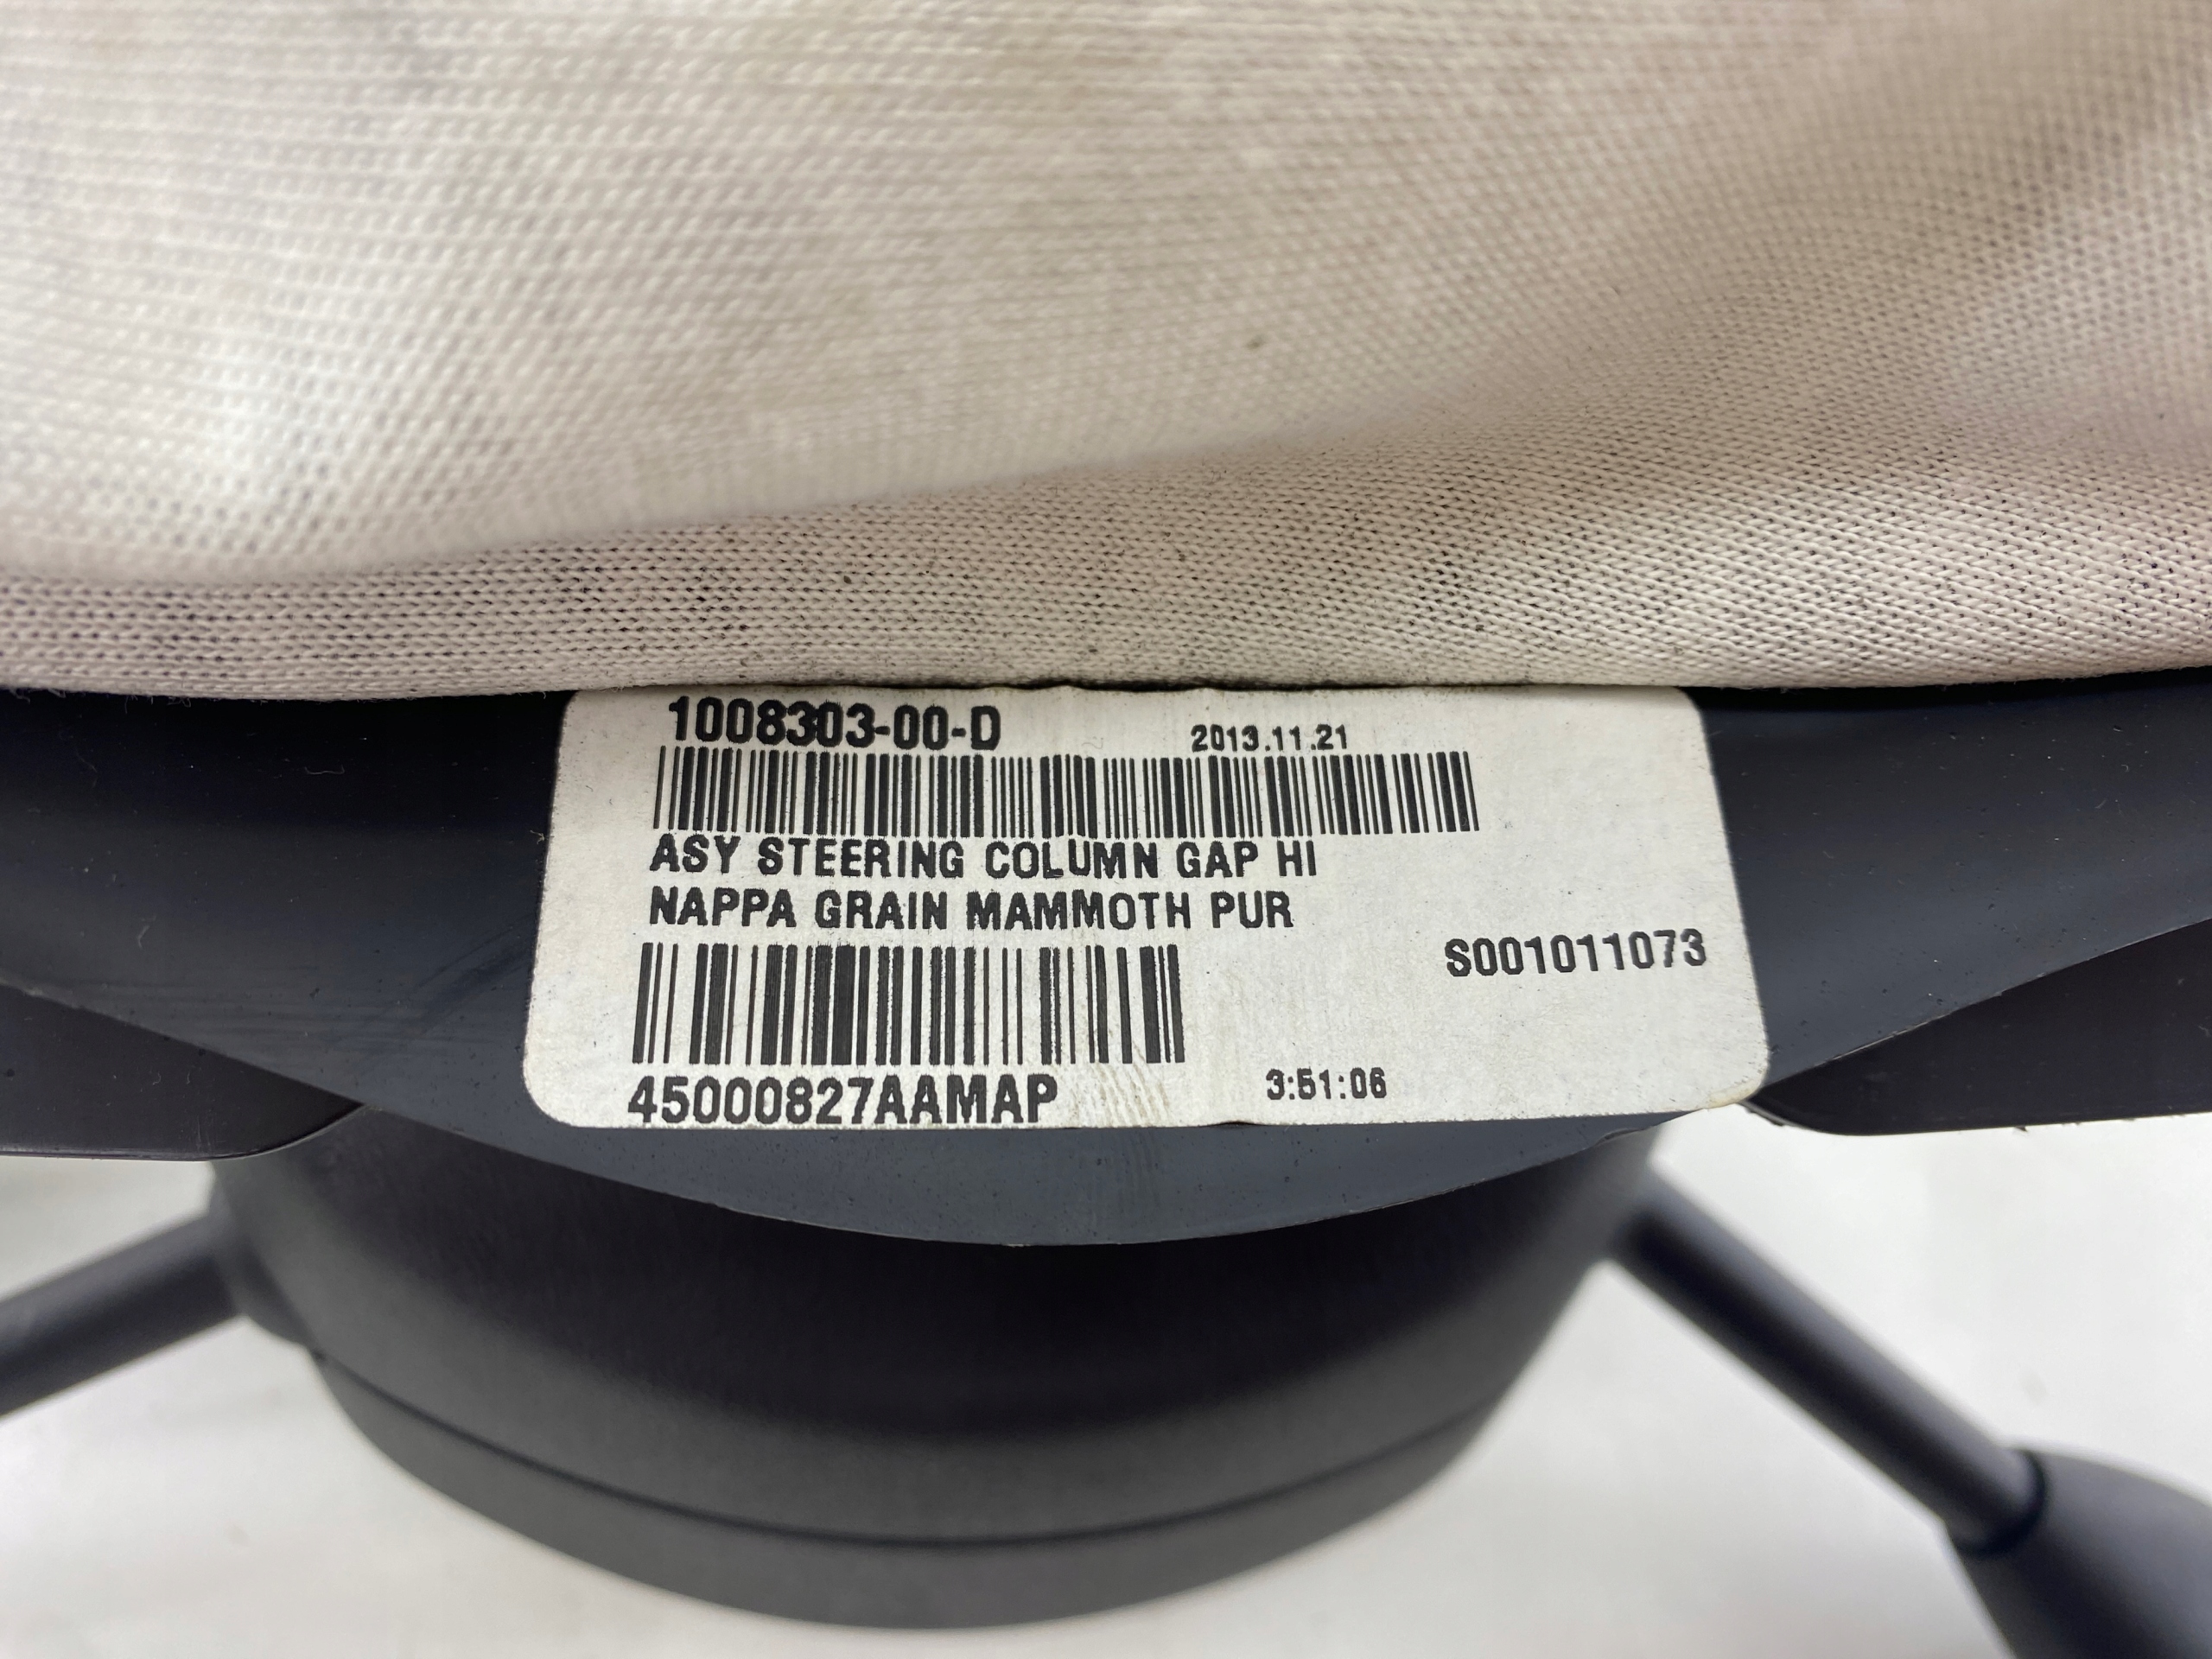 1008303-00-D 2013.11.21
ASY STEERING COLUMN GAP HI
NAPPA GRAIN MAMMOTH PUR
S001011073
45000827AAMAP 3:51:06